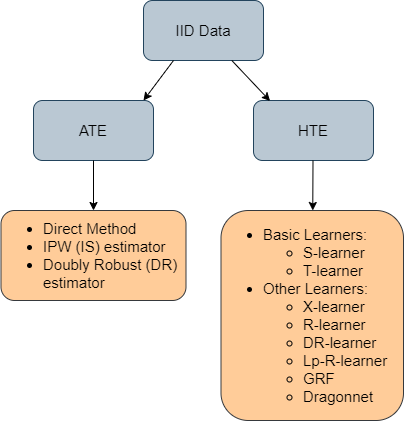 IID Data
ATE
HTE
Direct Method
IPW (IS) estimator
Doubly Robust (DR)
estimator
Basic Learners:
S-learner
T-learner
Other Learners:
X-learner
R-learner
DR-learner
Lp-R-learner
GRF
Dragonnet